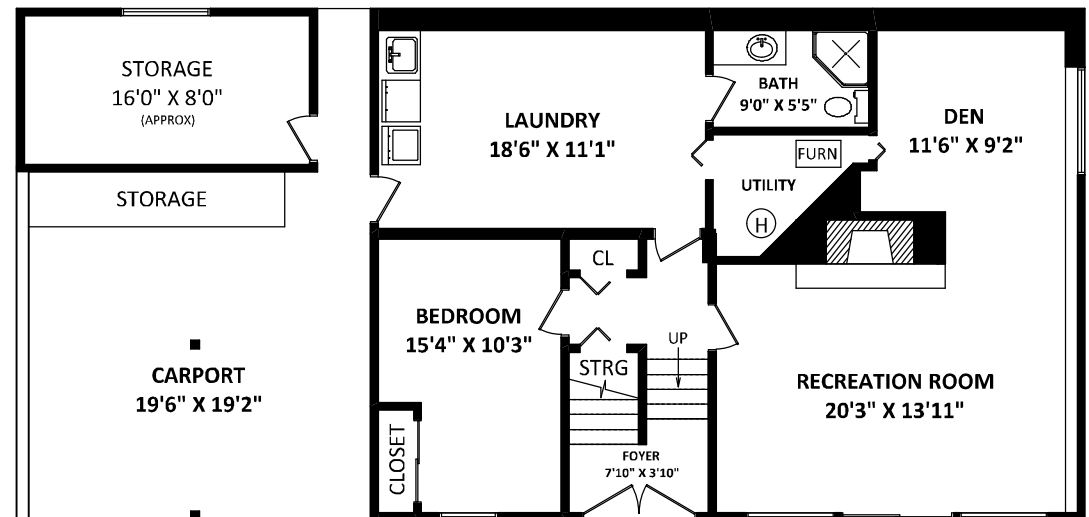 STORAGE
16'0" X 8'0"
(APPROX)
STORAGE
CARPORT
19'6" X 19'2"
LAUNDRY
18'6" X 11'1"
BATH
9'0" X 5'5"
FURN
UTILITY
H
DEN
11'6" X 9'2"
CL
BEDROOM
15'4" X 10'3"
UP
STRG
CLOSET
FOYER
7'10" X 3'10"
RECREATION ROOM
20'3" X 13'11"